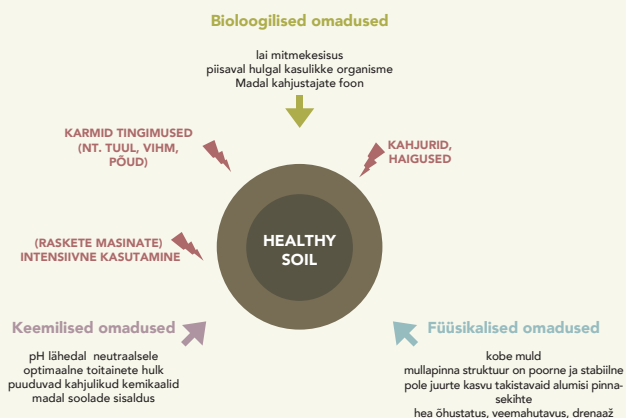 Bioloogilised omadused
lai mitmekesisus
piisaval hulgal kasulikke organisme
Madal kahjustajate foon
KARMID TINGIMUSED
(NT. TUUL, VIHM,
PÕUD)
KAHJURID,
HAIGUSED
HEALTHY
SOIL
(RASKETE MASINATE)
INTENSIIVNE KASUTAMINE
Keemilised omadused
pH lähedal neutraalsele
optimaalne toitainete hulk
puuduvad kahjulikud kemikaalid
madal soolade sisaldus
Füüsikalised omadused
kobe muld
mullapinna struktuur on poorne ja stabiilne
pole juurte kasvu takistavaid alumisi pinna-
sekihte
hea õhustatus, veemahutavus, drenaaž